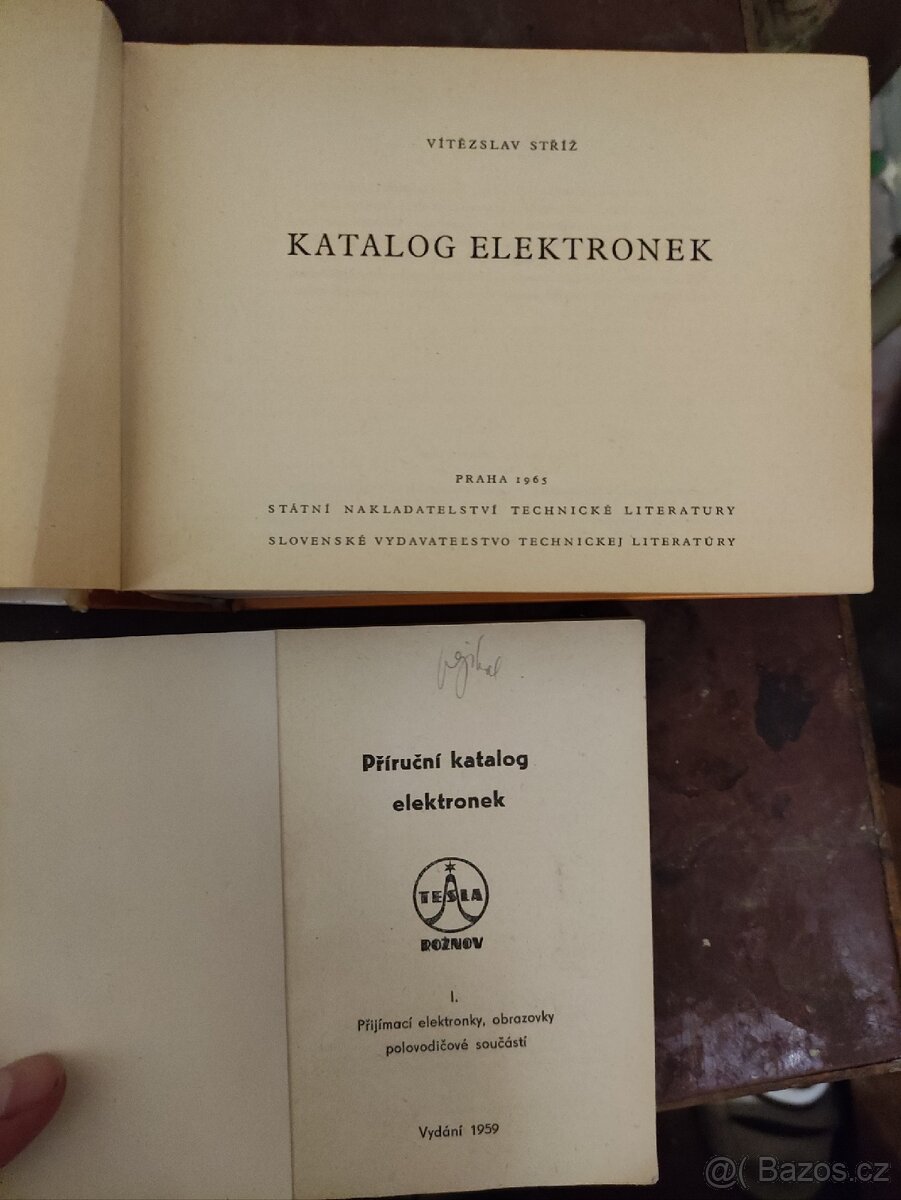 VÍTĚZSLAV STŘÍŽ
KATALOG ELEKTRONEK
PRAHA 1965
STÁTNÍ NAKLADATELSTVÍ TECHNICKÉ LITERATURY
SLOVENSKÉ VYDAVATEĽSTVO TECHNICKEJ LITERATÚRY
Příruční katalog
elektronek
TESLA
ROŽNOV
I.
Přijímací elektronky, obrazovky
polovodičové součásti
Vydání 1959
@( Bazos.cz